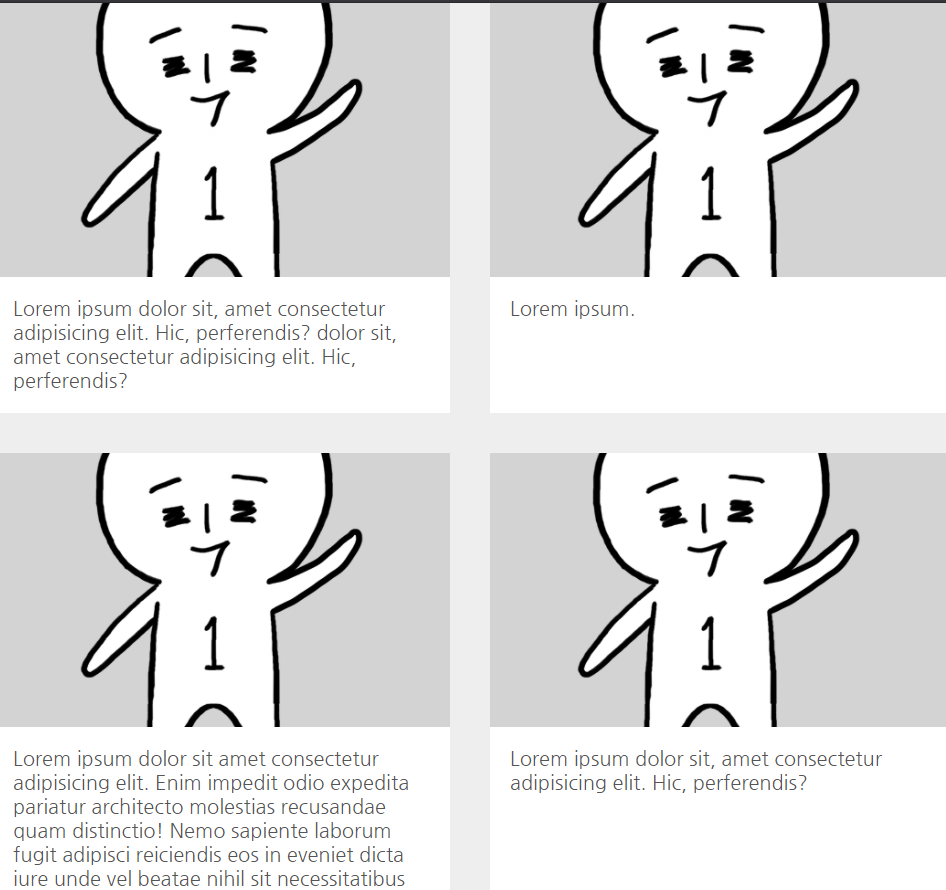 1
1
Lorem ipsum dolor sit, amet consectetur
adipisicing elit. Hic, perferendis? dolor sit,
amet consectetur adipisicing elit. Hic,
perferendis?
Lorem ipsum.
1
1
Lorem ipsum dolor sit amet consectetur
adipisicing elit. Enim impedit odio expedita
pariatur architecto molestias recusandae
quam distinctio! Nemo sapiente laborum
fugit adipisci reiciendis eos in eveniet dicta
iure unde vel beatae nihil sit necessitatibus
Lorem ipsum dolor sit, amet consectetur
adipisicing elit. Hic, perferendis?